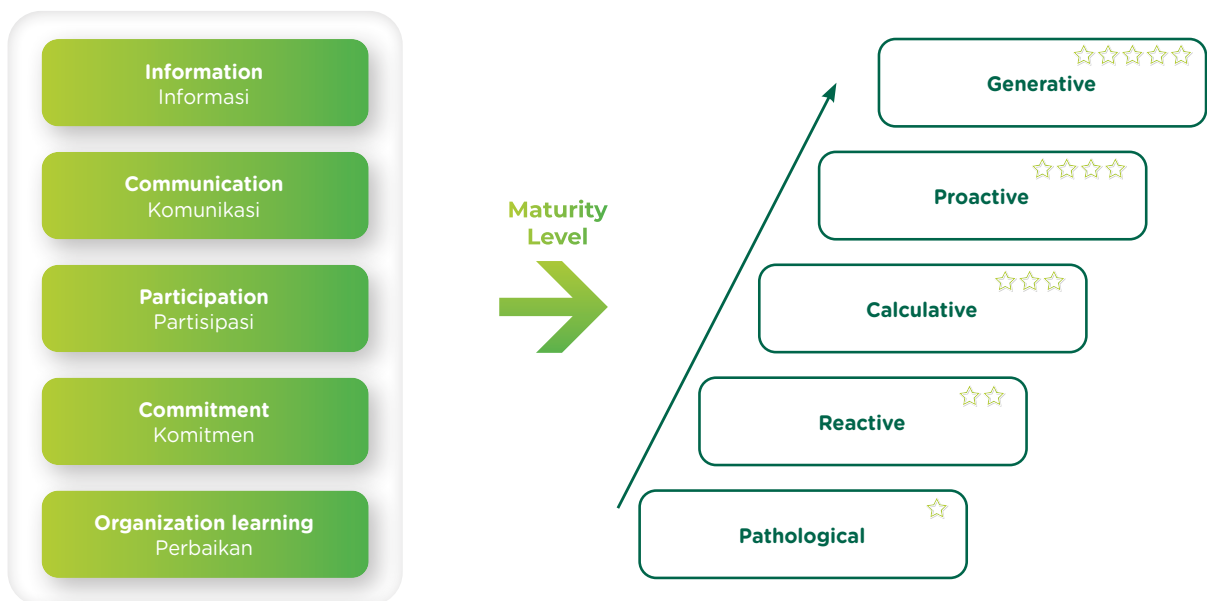 Information
Informasi
Communication
Komunikasi
Participation
Partisipasi
Commitment
Komitmen
Organization learning
Perbaikan
Maturity
Level
Generative
Proactive
Calculative
Reactive
Pathological